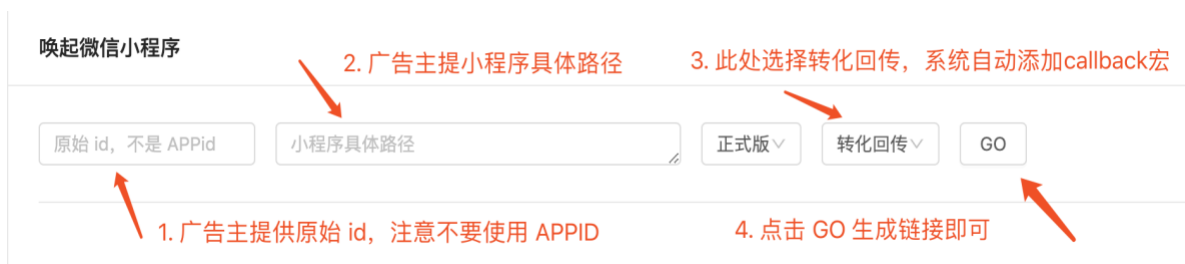 唤起微信小程序
2. 广告主提小程序具体路径
3. 此处选择转化回传，系统自动添加callback宏
原始 id，不是 APPid
小程序具体路径
正式版
转化回传
GO
1. 广告主提供原始 id，注意不要使用 APPID
4. 点击 GO 生成链接即可